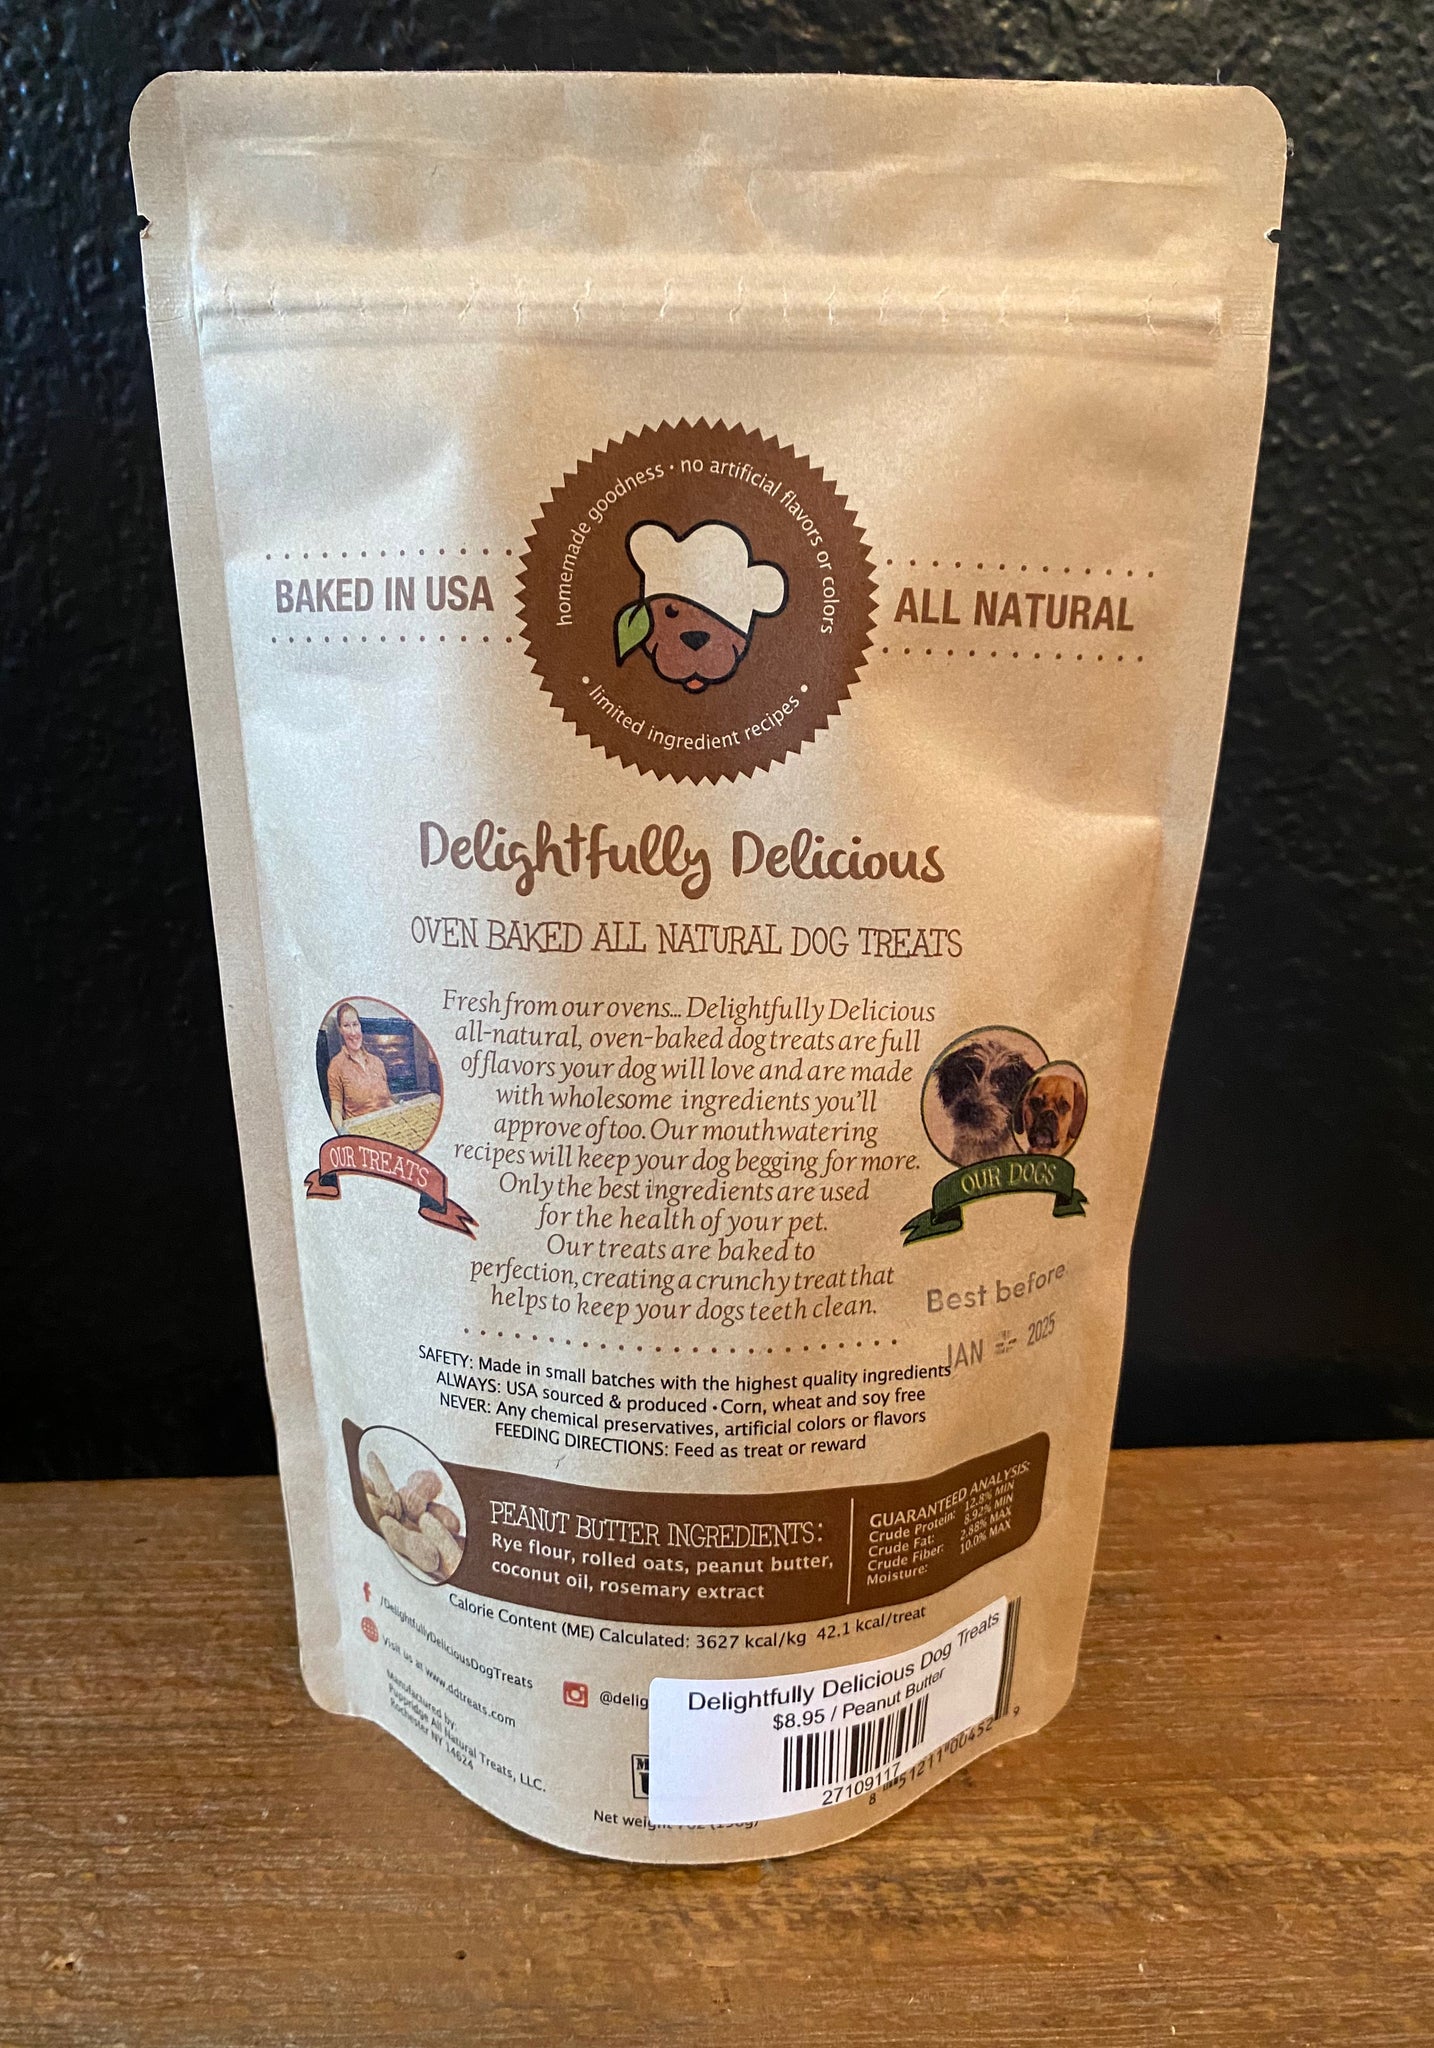 homemade goodness • no artificial flavors or colors
• limited ingredient recipes •
BAKED IN USA
ALL NATURAL
Delightfully Delicious
OVEN BAKED ALL NATURAL DOG TREATS
Fresh from our ovens... Delightfully Delicious
all-natural, oven-baked dog treats are full
of flavors your dog will love and are made
with wholesome ingredients you'll
approve of too. Our mouthwatering
recipes will keep your dog begging for more.
Only the best ingredients are used
for the health of your pet.
Our treats are baked to
perfection, creating a crunchy treat that
helps to keep your dogs teeth clean.
OUR TREATS
OUR DOGS
Best before
JAN 2025
SAFETY: Made in small batches with the highest quality ingredients
ALWAYS: USA sourced & produced • Corn, wheat and soy free
NEVER: Any chemical preservatives, artificial colors or flavors
FEEDING DIRECTIONS: Feed as treat or reward
PEANUT BUTTER INGREDIENTS:
Rye flour, rolled oats, peanut butter,
coconut oil, rosemary extract
GUARANTEED ANALYSIS:
Crude Protein: 12.8% MIN
Crude Fat: 8.92% MIN
Crude Fiber: 2.88% MAX
Moisture: 10.0% MAX
Calorie Content (ME) Calculated: 3627 kcal/kg 42.1 kcal/treat
/DelightfullyDeliciousDogTreats
Visit us at www.ddtreats.com
@delig
Manufactured by:
Puppridge All Natural Treats, LLC.
Rochester NY 14624
Delightfully Delicious Dog Treats
$8.95 / Peanut Butter
27109117
Net